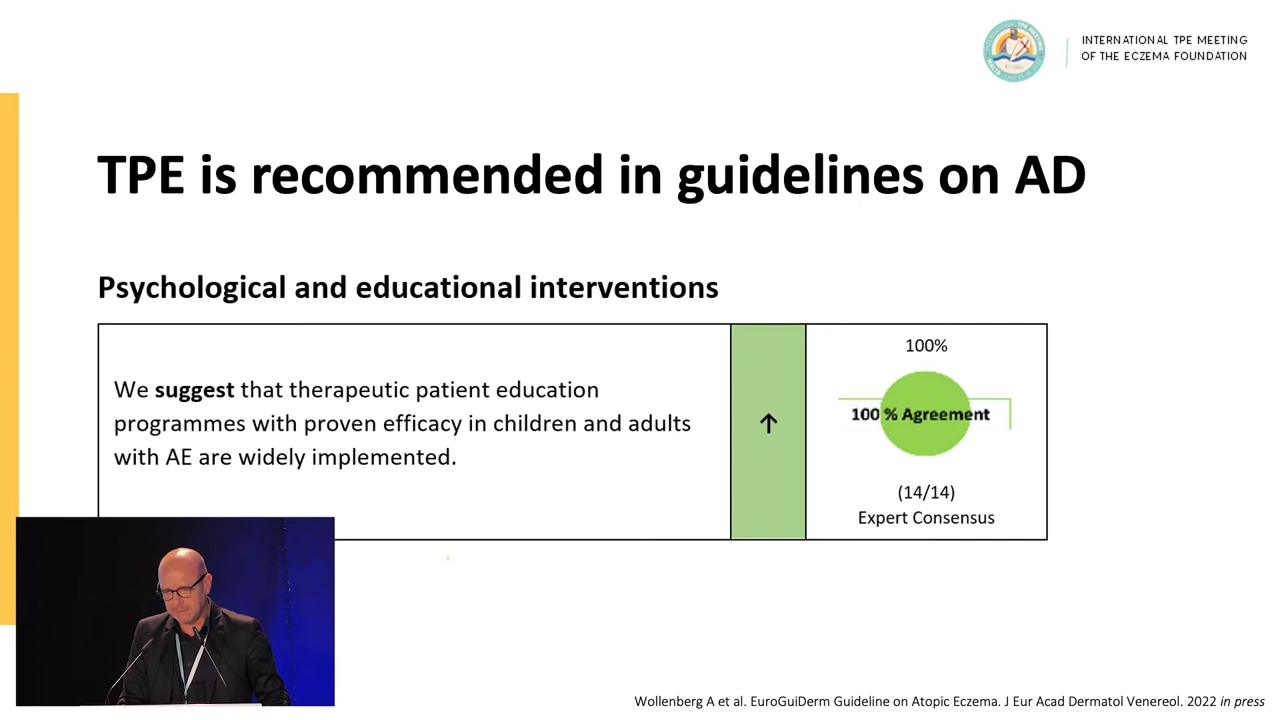 INTERNATIONAL TPE MEETING
OF THE ECZEMA FOUNDATION
TPE is recommended in guidelines on AD
Psychological and educational interventions
We suggest that therapeutic patient education
programmes with proven efficacy in children and adults
with AE are widely implemented.
↑
100%
100 % Agreement
(14/14)
Expert Consensus
Wollenberg A et al. EuroGuiDerm Guideline on Atopic Eczema. J Eur Acad Dermatol Venereol. 2022 in press